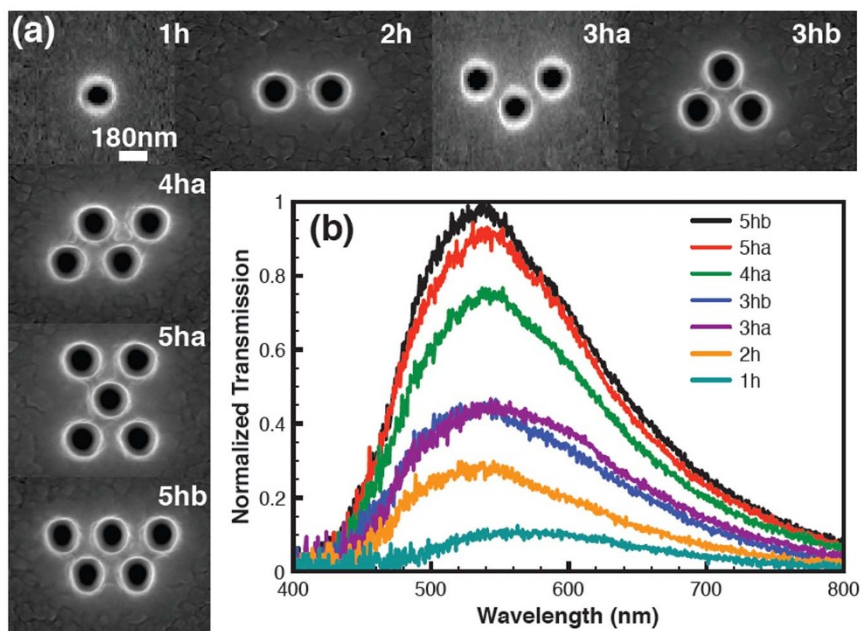 (a)
1h
2h
3ha
3hb
180nm
4ha
5ha
5hb
(b)
Normalized Transmission
1
0.8
0.6
0.4
0.2
0
400
500
600
700
800
Wavelength (nm)
5hb
5ha
4ha
3hb
3ha
2h
1h